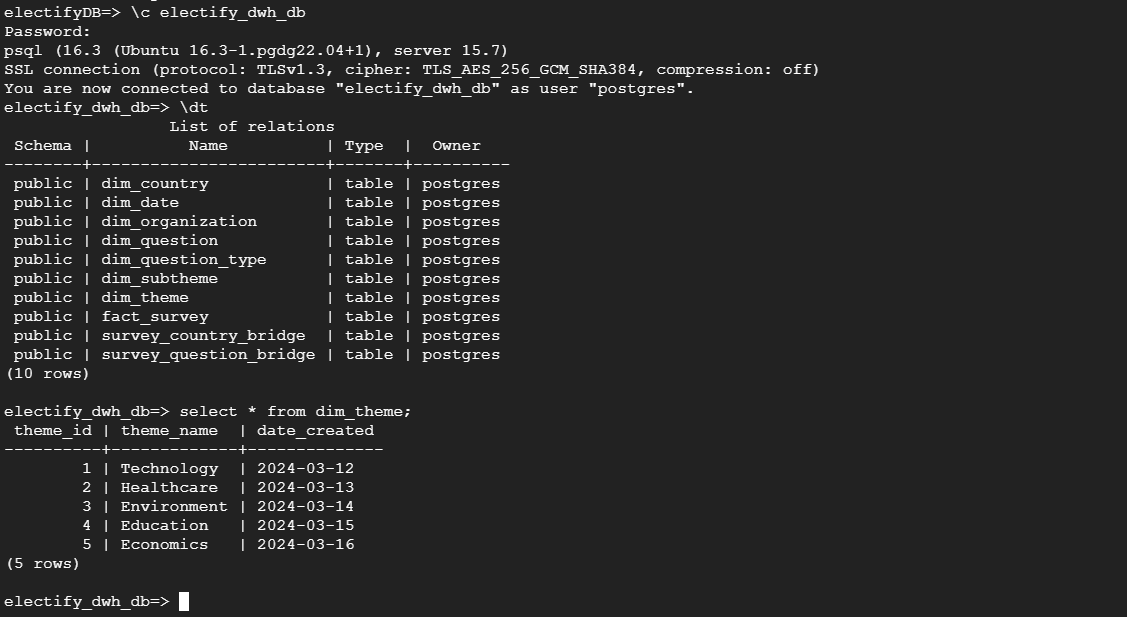 electifyDB=> \c electify_dwh_db
Password:
psql (16.3 (Ubuntu 16.3-1.pgdg22.04+1), server 15.7)
SSL connection (protocol: TLSv1.3, cipher: TLS_AES_256_GCM_SHA384, compression: off)
You are now connected to database "electify_dwh_db" as user "postgres".
electify_dwh_db=> \dt
                 List of relations
 Schema |          Name          | Type  |  Owner
--------+------------------------+-------+----------
 public | dim_country            | table | postgres
 public | dim_date               | table | postgres
 public | dim_organization       | table | postgres
 public | dim_question           | table | postgres
 public | dim_question_type      | table | postgres
 public | dim_subtheme           | table | postgres
 public | dim_theme              | table | postgres
 public | fact_survey            | table | postgres
 public | survey_country_bridge  | table | postgres
 public | survey_question_bridge | table | postgres
(10 rows)

electify_dwh_db=> select * from dim_theme;
 theme_id | theme_name  | date_created
----------+-------------+--------------
        1 | Technology  | 2024-03-12
        2 | Healthcare  | 2024-03-13
        3 | Environment | 2024-03-14
        4 | Education   | 2024-03-15
        5 | Economics   | 2024-03-16
(5 rows)

electify_dwh_db=>